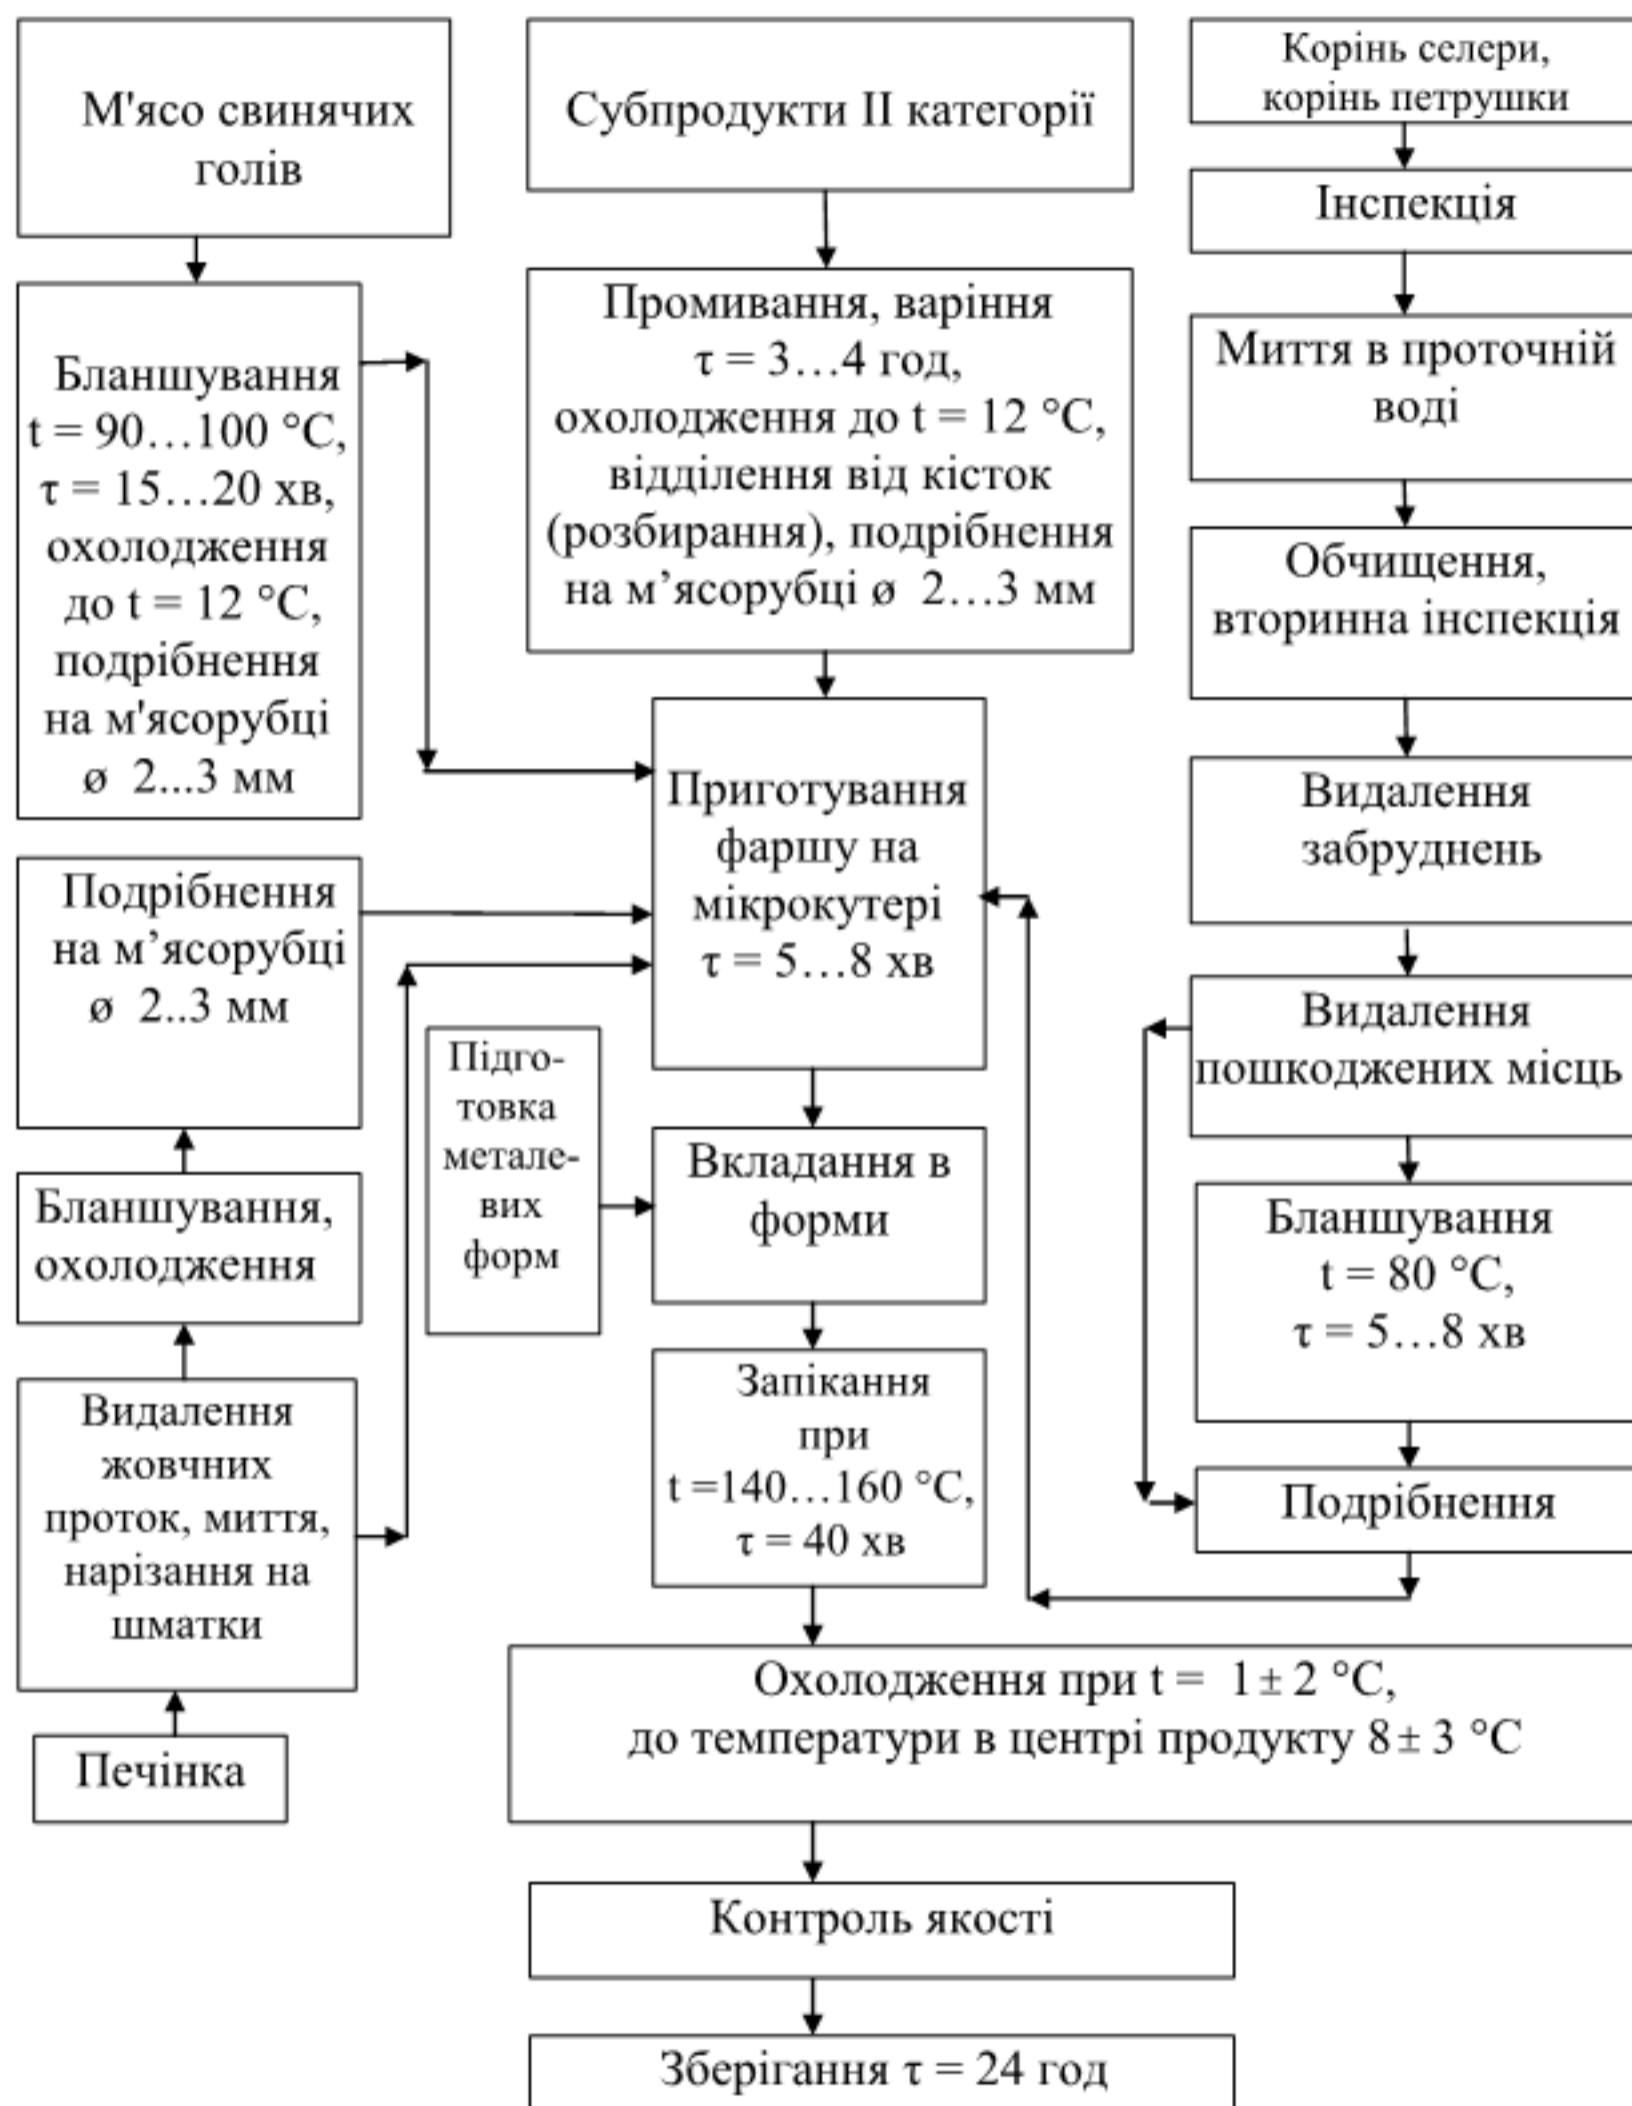 М'ясо свинячих
голів
Бланшування
t = 90…100 °С,
τ = 15…20 хв,
охолодження
до t = 12 °С,
подрібнення
на м'ясорубці
ø 2...3 мм
Подрібнення
на м’ясорубці
ø 2..3 мм
Бланшування,
охолодження
Видалення
жовчних
проток, миття,
нарізання на
шматки
Печінка
Субпродукти II категорії
Промивання, варіння
τ = 3…4 год,
охолодження до t = 12 °С,
відділення від кісток
(розбирання), подрібнення
на м’ясорубці ø 2…3 мм
Приготування
фаршу на
мікрокутері
τ = 5…8 хв
Підго-
товка
метале-
вих
форм
Вкладання в
форми
Запікання
при
t =140…160 °С,
τ = 40 хв
Корінь селери,
корінь петрушки
Інспекція
Миття в проточній
воді
Обчищення,
вторинна інспекція
Видалення
забруднень
Видалення
пошкоджених місць
Бланшування
t = 80 °С,
τ = 5…8 хв
Подрібнення
Охолодження при t = 1 ± 2 °С,
до температури в центрі продукту 8 ± 3 °С
Контроль якості
Зберігання τ = 24 год